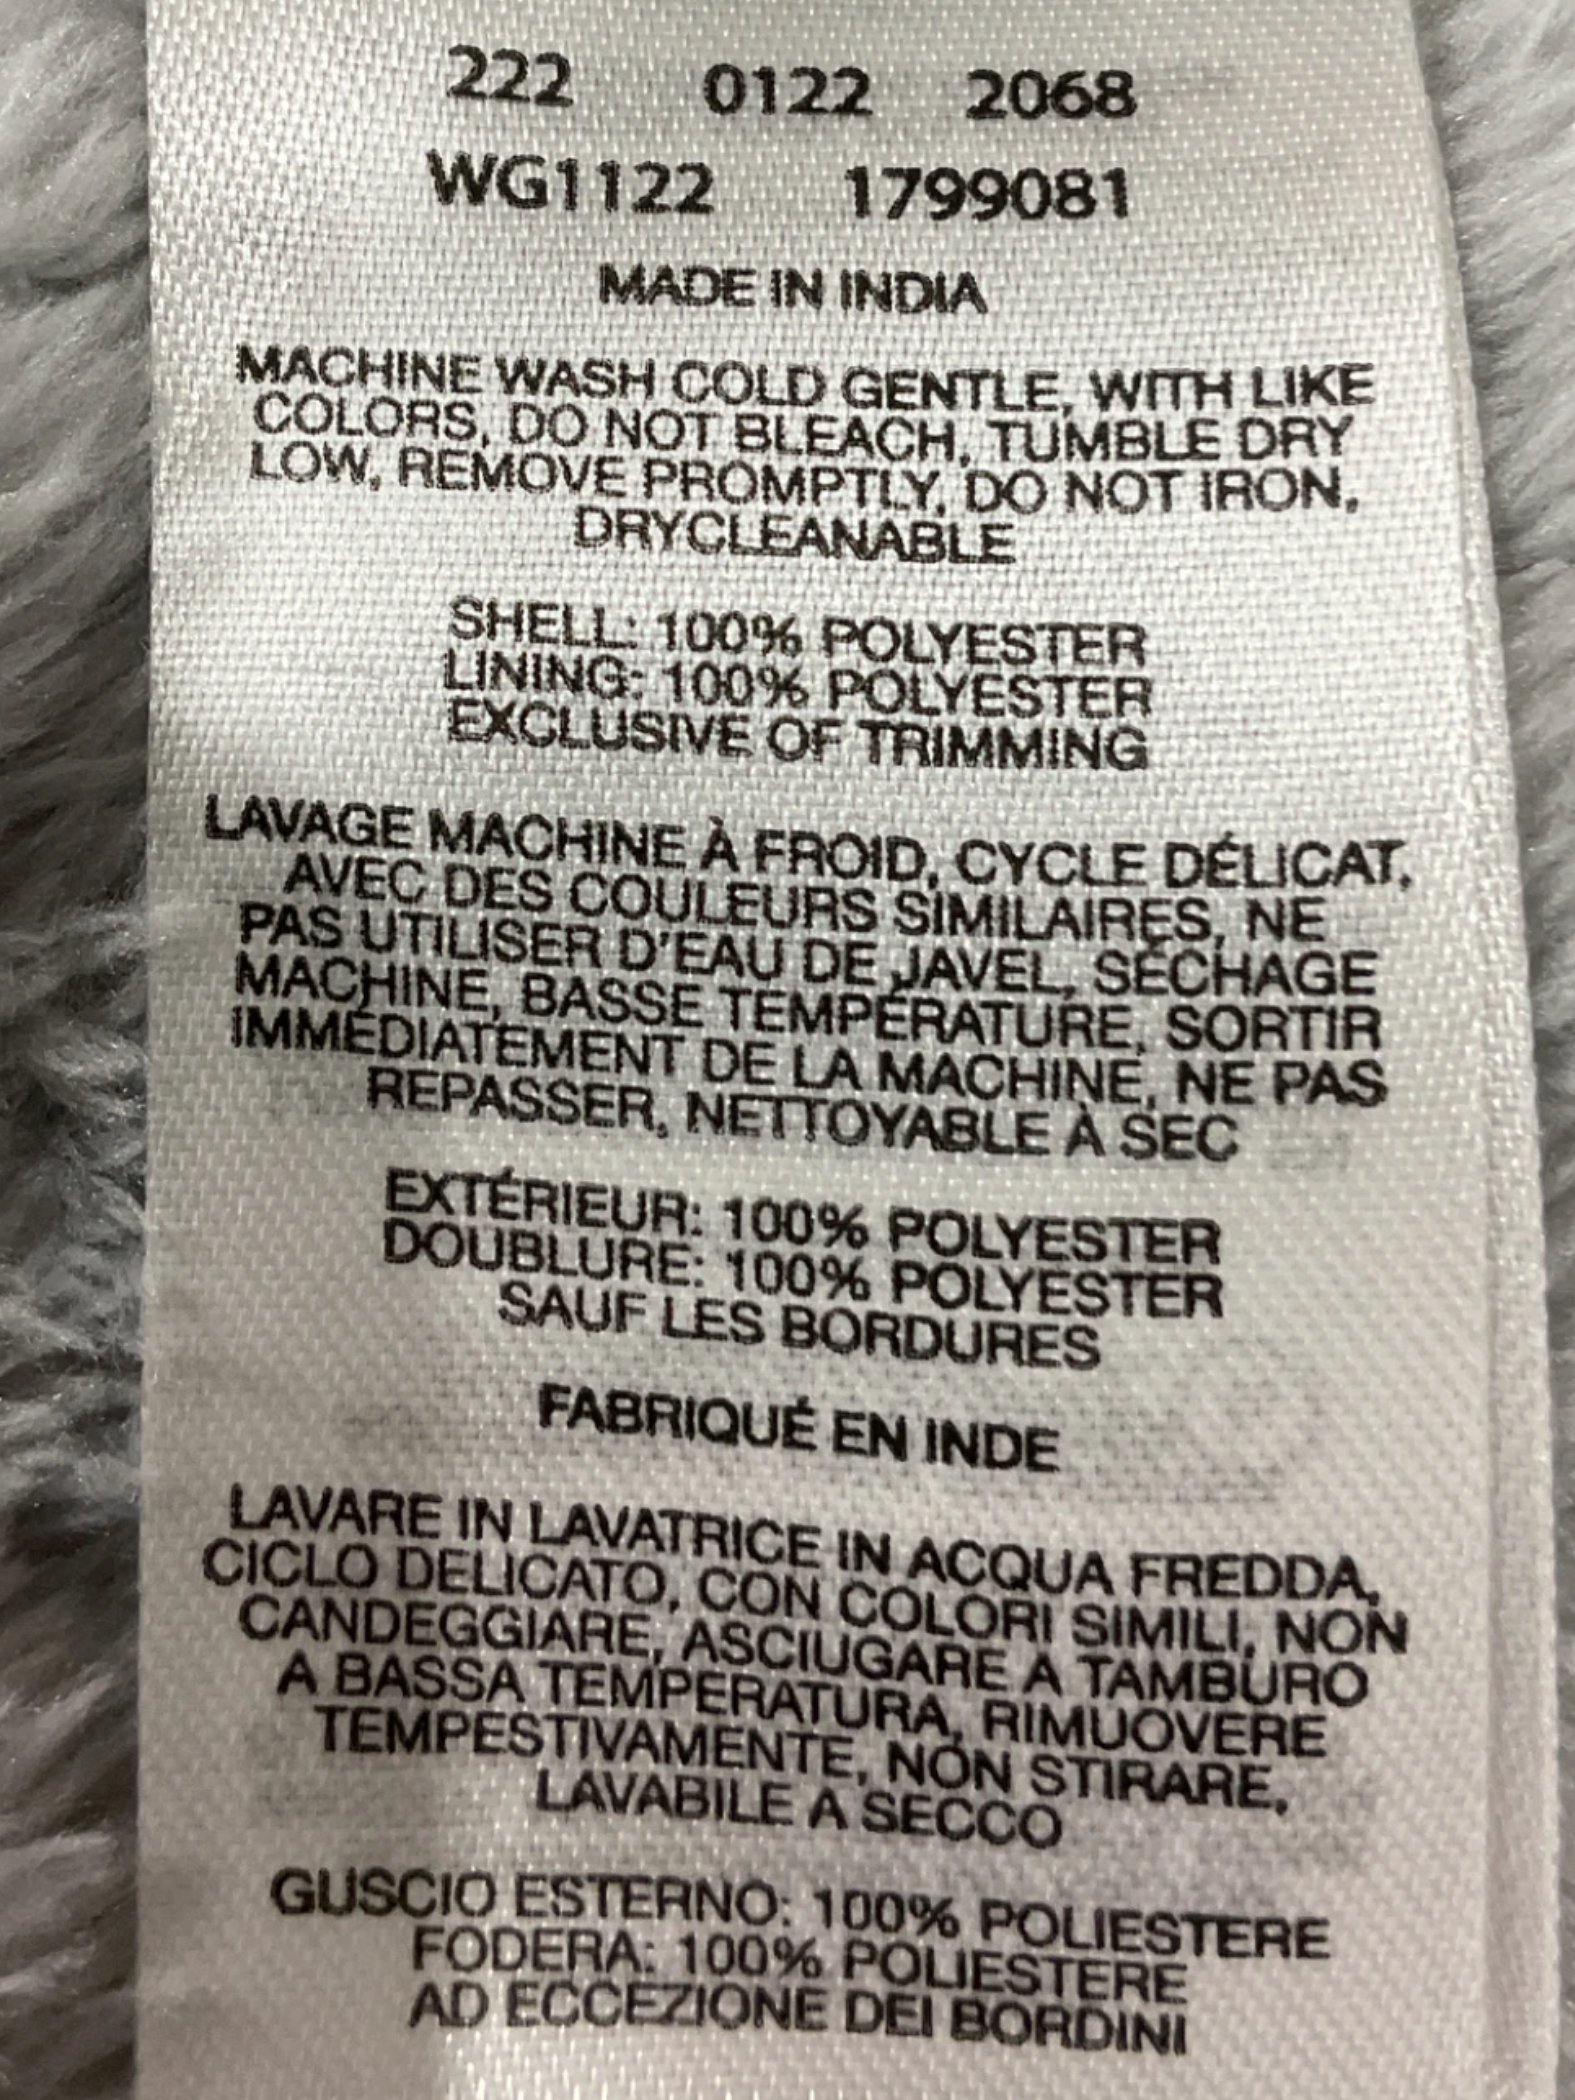 222 0122 2068
WG1122 1799081
MADE IN INDIA
MACHINE WASH COLD GENTLE, WITH LIKE
COLORS, DO NOT BLEACH, TUMBLE DRY
LOW, REMOVE PROMPTLY, DO NOT IRON,
DRYCLEANABLE
SHELL: 100% POLYESTER
LINING: 100% POLYESTER
EXCLUSIVE OF TRIMMING
LAVAGE MACHINE À FROID, CYCLE DÉLICAT,
AVEC DES COULEURS SIMILAIRES, NE
PAS UTILISER D'EAU DE JAVEL, SÉCHAGE
MACHINE, BASSE TEMPÉRATURE, SORTIR
IMMÉDIATEMENT DE LA MACHINE, NE PAS
REPASSER, NETTOYABLE À SEC
EXTÉRIEUR: 100% POLYESTER
DOUBLURE: 100% POLYESTER
SAUF LES BORDURES
FABRIQUÉ EN INDE
LAVARE IN LAVATRICE IN ACQUA FREDDA,
CICLO DELICATO, CON COLORI SIMILI, NON
CANDEGGIARE, ASCIUGARE A TAMBURO
A BASSA TEMPERATURA, RIMUOVERE
TEMPESTIVAMENTE, NON STIRARE,
LAVABILE A SECCO
GUSCIO ESTERNO: 100% POLIESTERE
FODERA: 100% POLIESTERE
AD ECCEZIONE DEI BORDINI